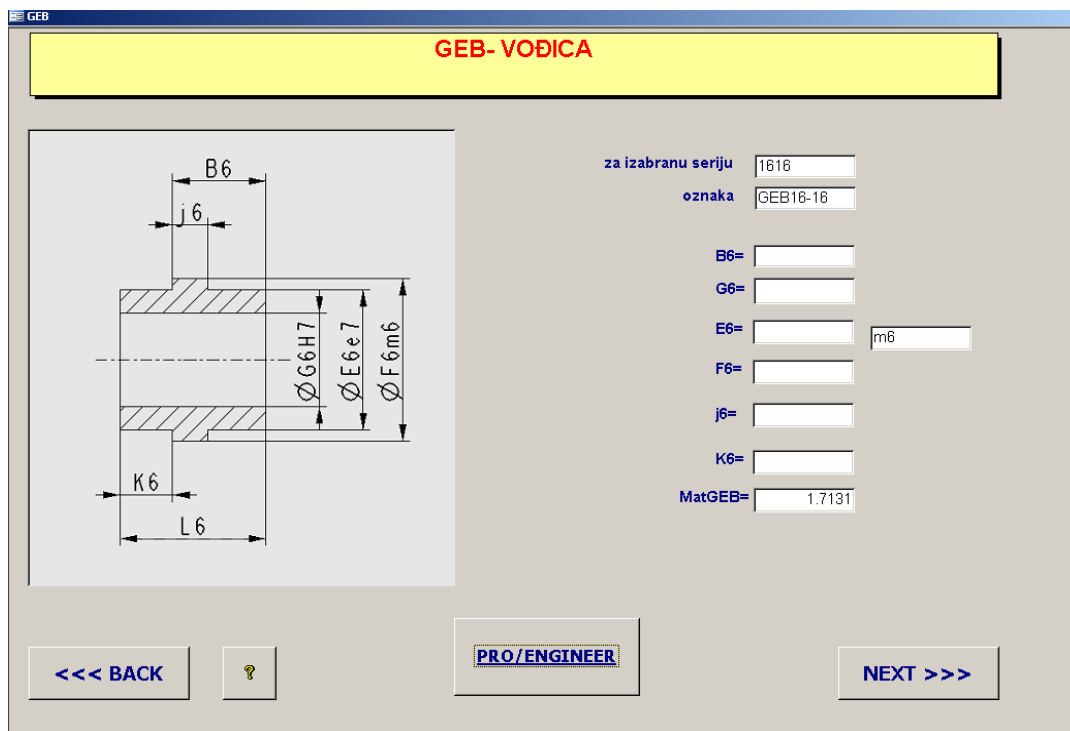 GEB
GEB- VOĐICA
B6
j6
ØG6H7
ØE6e7
ØF6m6
K6
L6
za izabranu seriju 1616
oznaka GEB16-16
B6=
G6=
E6= m6
F6=
j6=
K6=
MatGEB= 1.7131
<<< BACK ? PRO/ENGINEER NEXT >>>